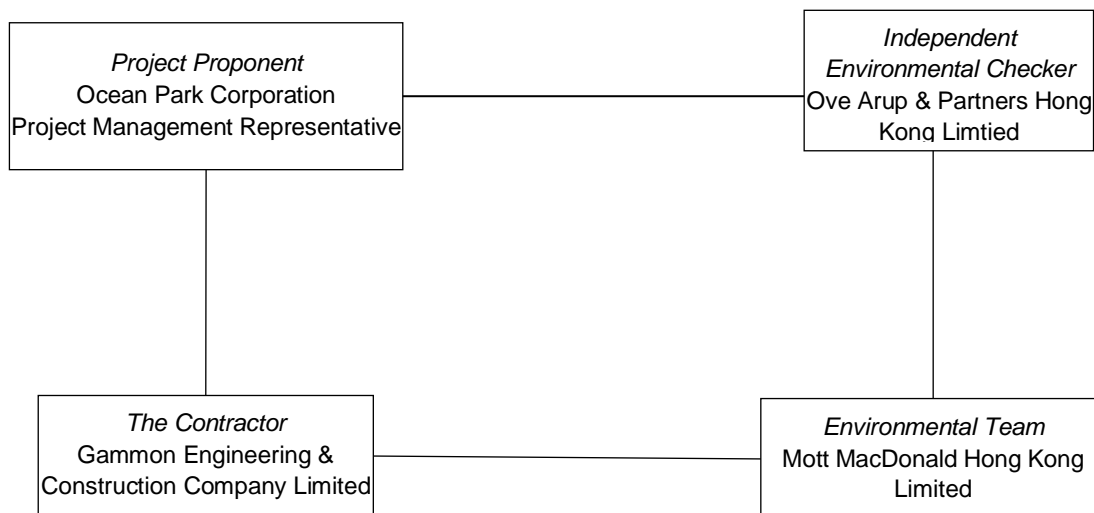 Project Proponent
Ocean Park Corporation
Project Management Representative
Independent
Environmental Checker
Ove Arup & Partners Hong
Kong Limtied
The Contractor
Gammon Engineering &
Construction Company Limited
Environmental Team
Mott MacDonald Hong Kong
Limited